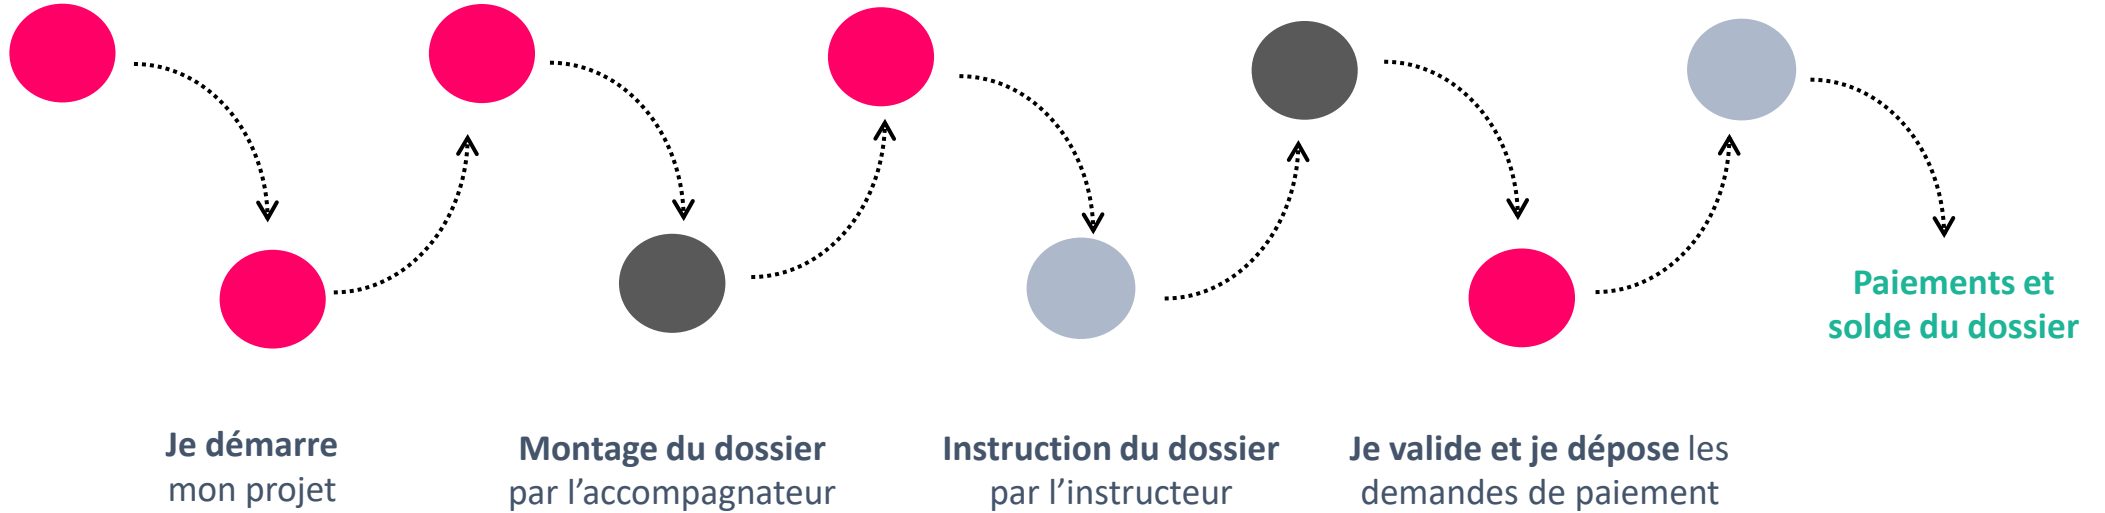 Paiements et
solde du dossier
Je démarre
mon projet
Montage du dossier
par l’accompagnateur
Instruction du dossier
par l’instructeur
Je valide et je dépose les
demandes de paiement